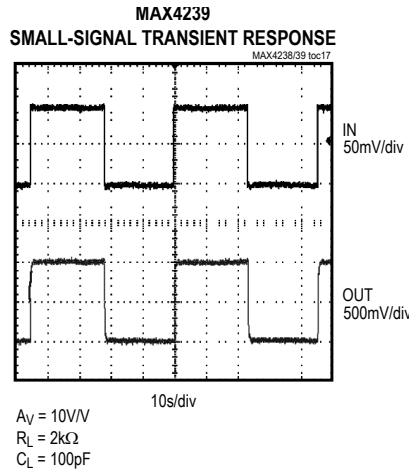 MAX4239
SMALL-SIGNAL TRANSIENT RESPONSE
MAX4238/39 toc17
IN
50mV/div
OUT
500mV/div
10s/div
AV = 10V/V
RL = 2kΩ
CL = 100pF